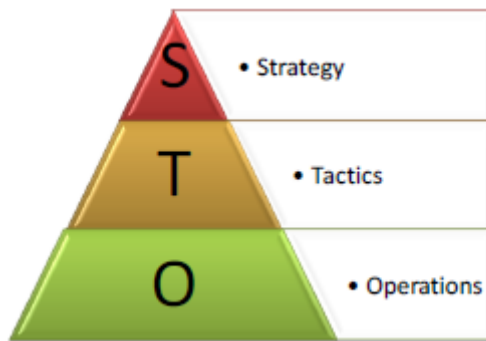 S
• Strategy
T
• Tactics
O
• Operations